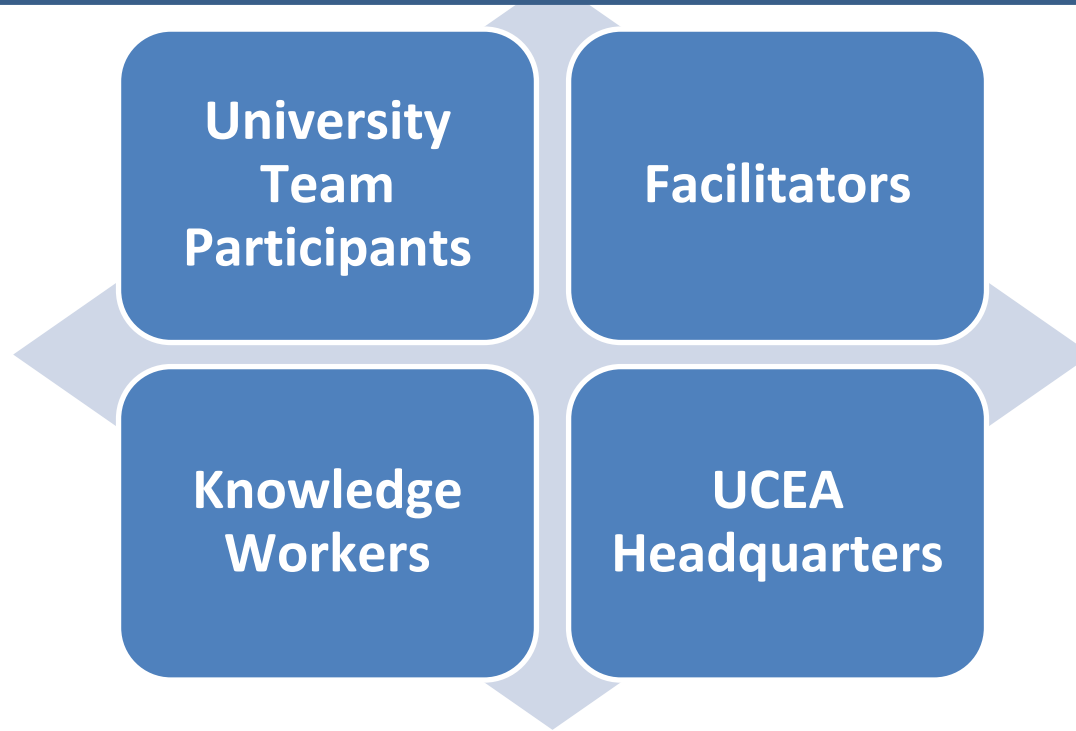 University
Team
Participants
Facilitators
Knowledge
Workers
UCEA
Headquarters